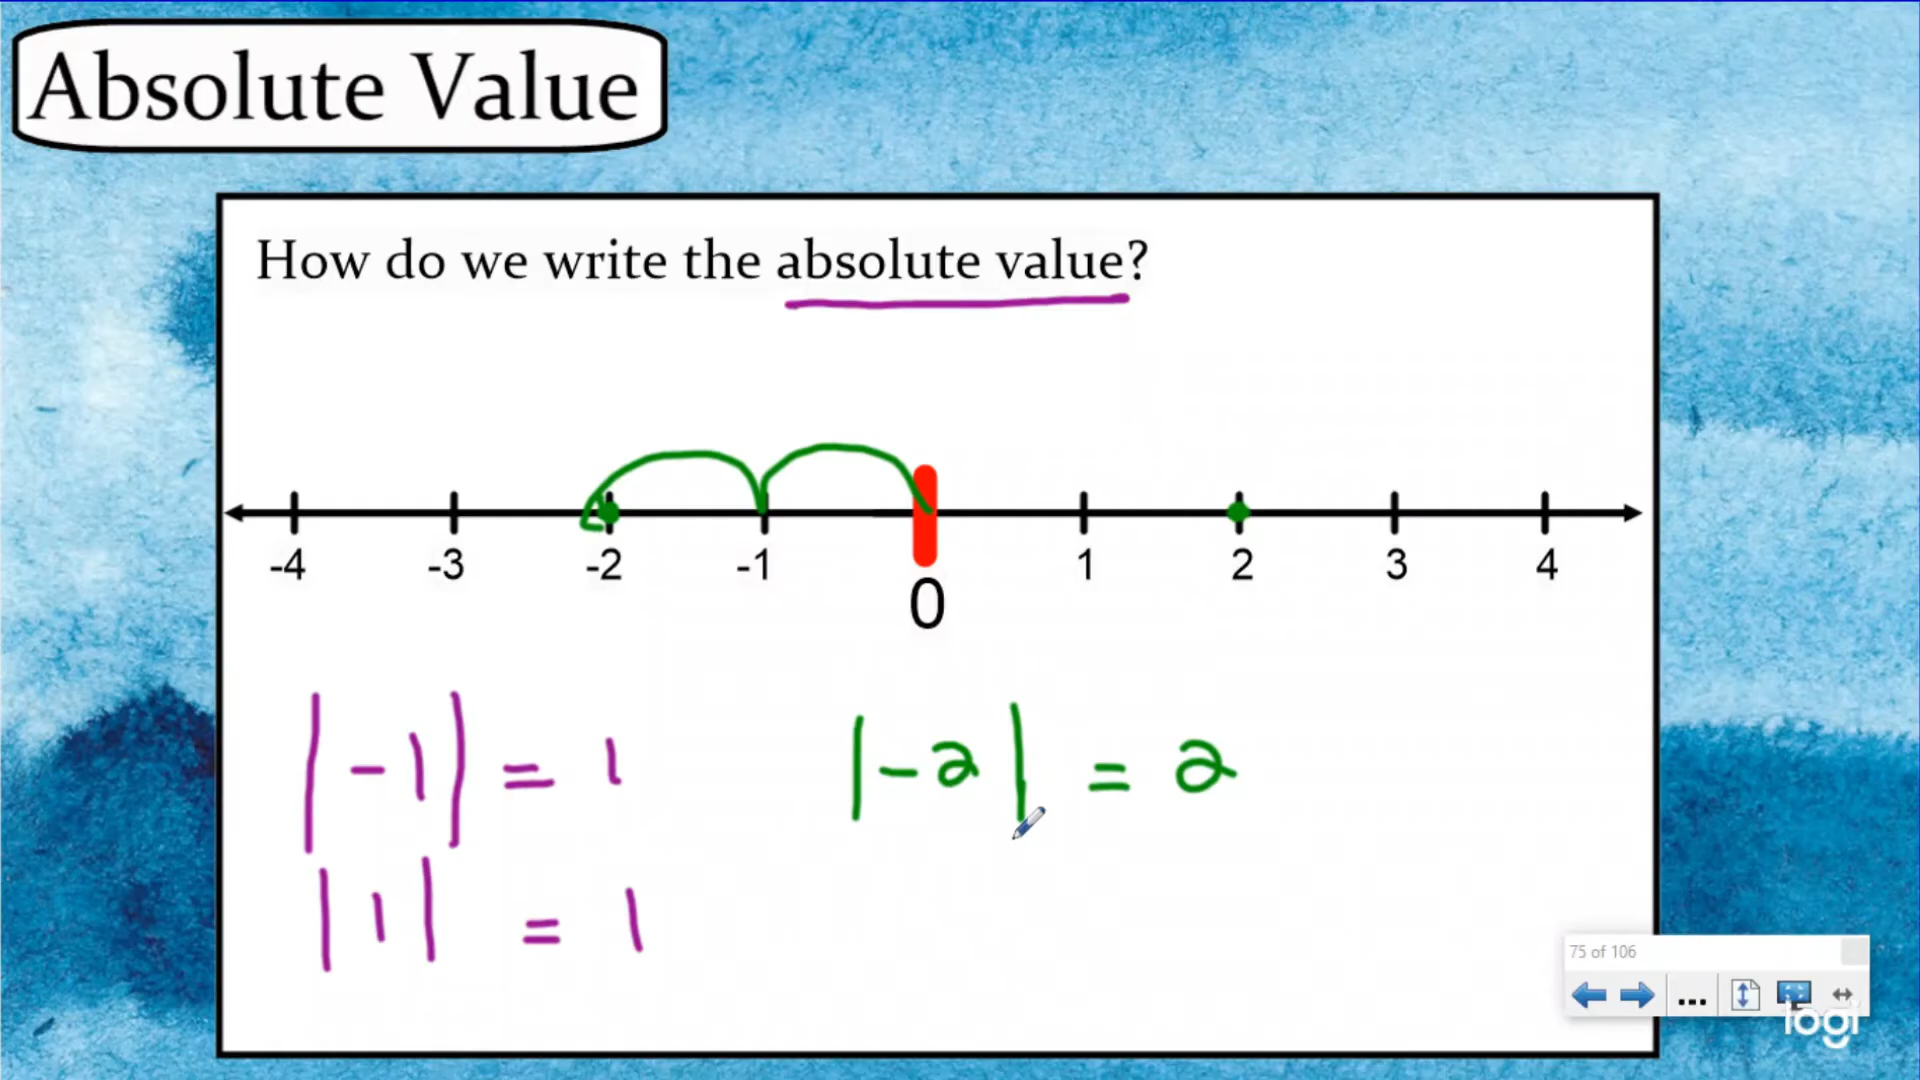 Absolute Value
How do we write the absolute value?
-4 -3 -2 -1 0 1 2 3 4
|-1| = 1 |-2| = 2
|1| = 1
75 of 106
...
logi